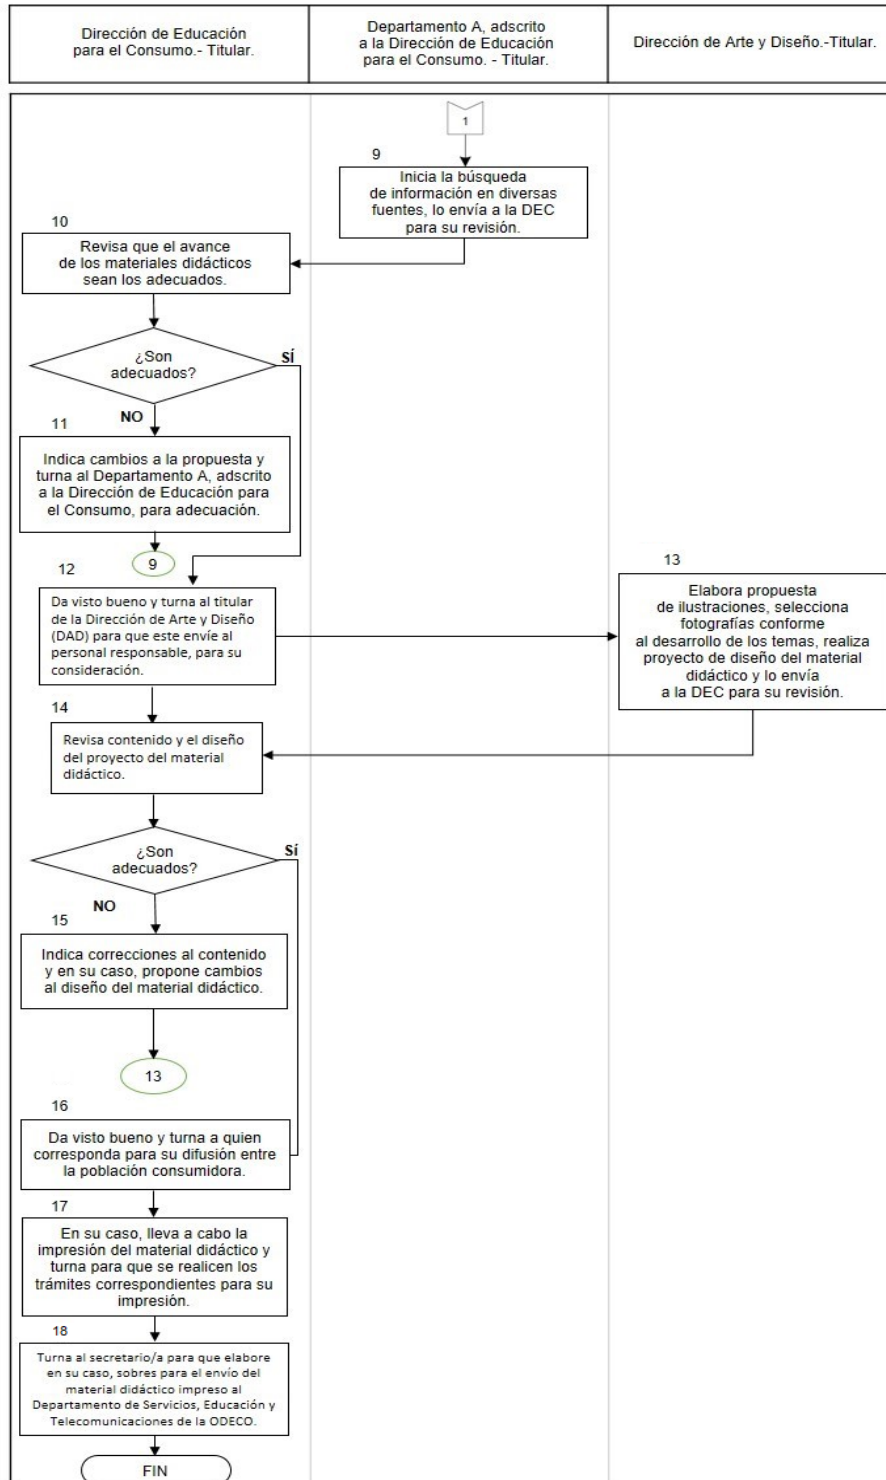 Dirección de Educación
para el Consumo.- Titular.
Departamento A, adscrito
a la Dirección de Educación
para el Consumo. - Titular.
Dirección de Arte y Diseño.-Titular.
1
9
Inicia la búsqueda
de información en diversas
fuentes, lo envía a la DEC
para su revisión.
10
Revisa que el avance
de los materiales didácticos
sean los adecuados.
¿Son
adecuados?
SÍ
NO
11
Indica cambios a la propuesta y
turna al Departamento A, adscrito
a la Dirección de Educación para
el Consumo, para adecuación.
9
12
Da visto bueno y turna al titular
de la Dirección de Arte y Diseño
(DAD) para que este envíe al
personal responsable, para su
consideración.
13
Elabora propuesta
de ilustraciones, selecciona
fotografías conforme
al desarrollo de los temas, realiza
proyecto de diseño del material
didáctico y lo envía
a la DEC para su revisión.
14
Revisa contenido y el diseño
del proyecto del material
didáctico.
¿Son
adecuados?
Sí
NO
15
Indica correcciones al contenido
y en su caso, propone cambios
al diseño del material didáctico.
13
16
Da visto bueno y turna a quien
corresponda para su difusión entre
la población consumidora.
17
En su caso, lleva a cabo la
impresión del material didáctico y
turna para que se realicen los
trámites correspondientes para su
impresión.
18
Turna al secretario/a para que elabore
en su caso, sobres para el envío del
material didáctico impreso al
Departamento de Servicios, Educación y
Telecomunicaciones de la ODECO.
FIN